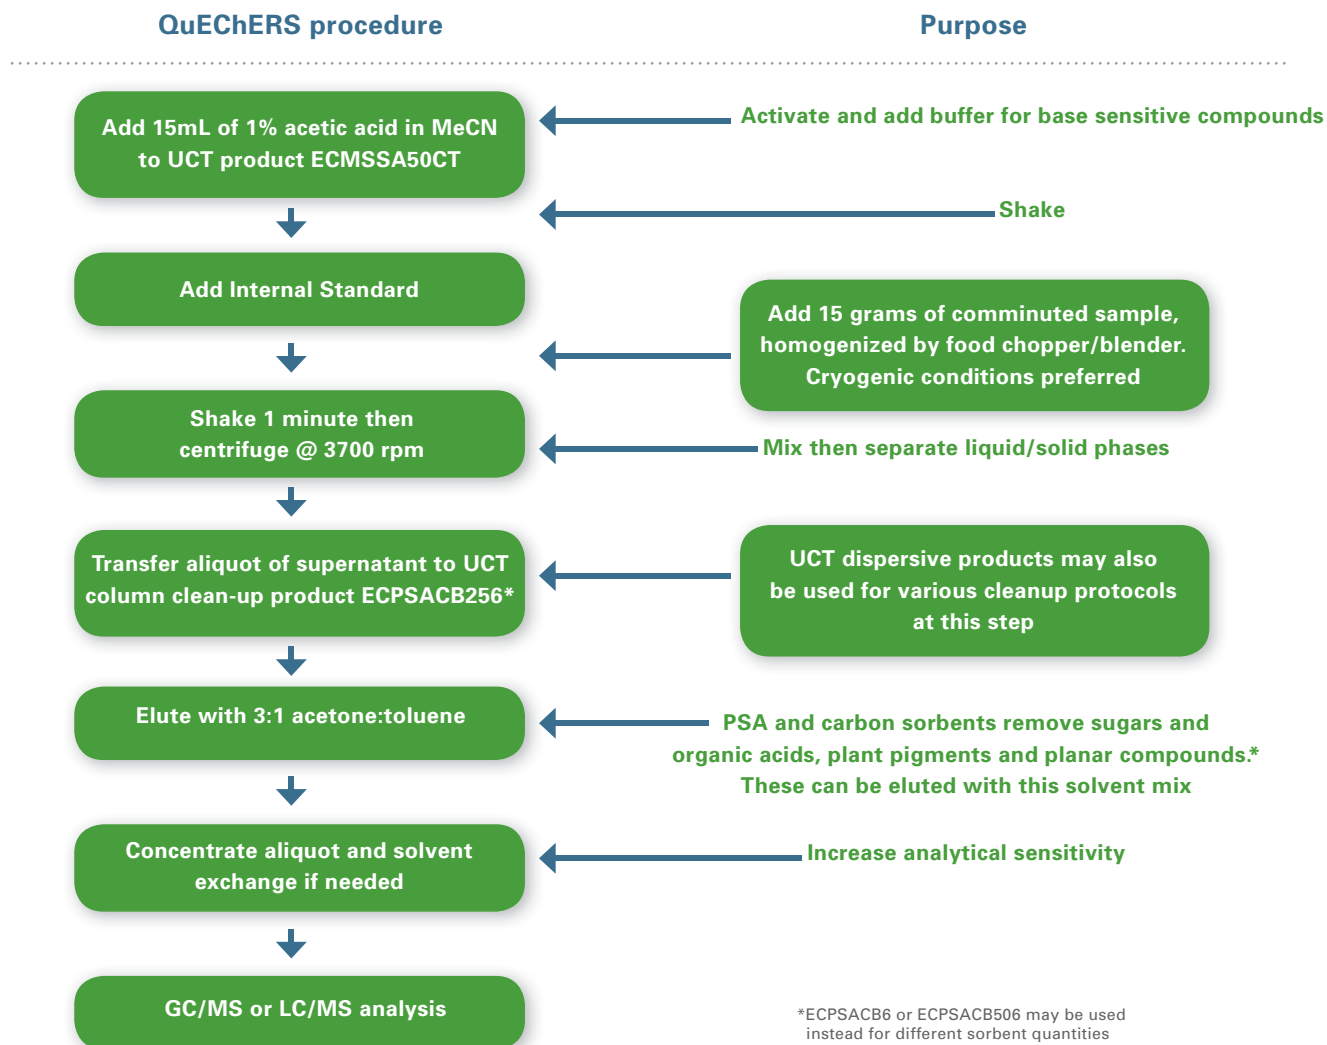 QuEChERS procedure
Purpose
Add 15mL of 1% acetic acid in MeCN
to UCT product ECMSSA50CT
Activate and add buffer for base sensitive compounds
Shake
Add Internal Standard
Add 15 grams of comminuted sample,
homogenized by food chopper/blender.
Cryogenic conditions preferred
Shake 1 minute then
centrifuge @ 3700 rpm
Mix then separate liquid/solid phases
Transfer aliquot of supernatant to UCT
column clean-up product ECPSACB256*
UCT dispersive products may also
be used for various cleanup protocols
at this step
Elute with 3:1 acetone:toluene
PSA and carbon sorbents remove sugars and
organic acids, plant pigments and planar compounds.*
These can be eluted with this solvent mix
Concentrate aliquot and solvent
exchange if needed
Increase analytical sensitivity
GC/MS or LC/MS analysis
*ECPSACB6 or ECPSACB506 may be used
instead for different sorbent quantities